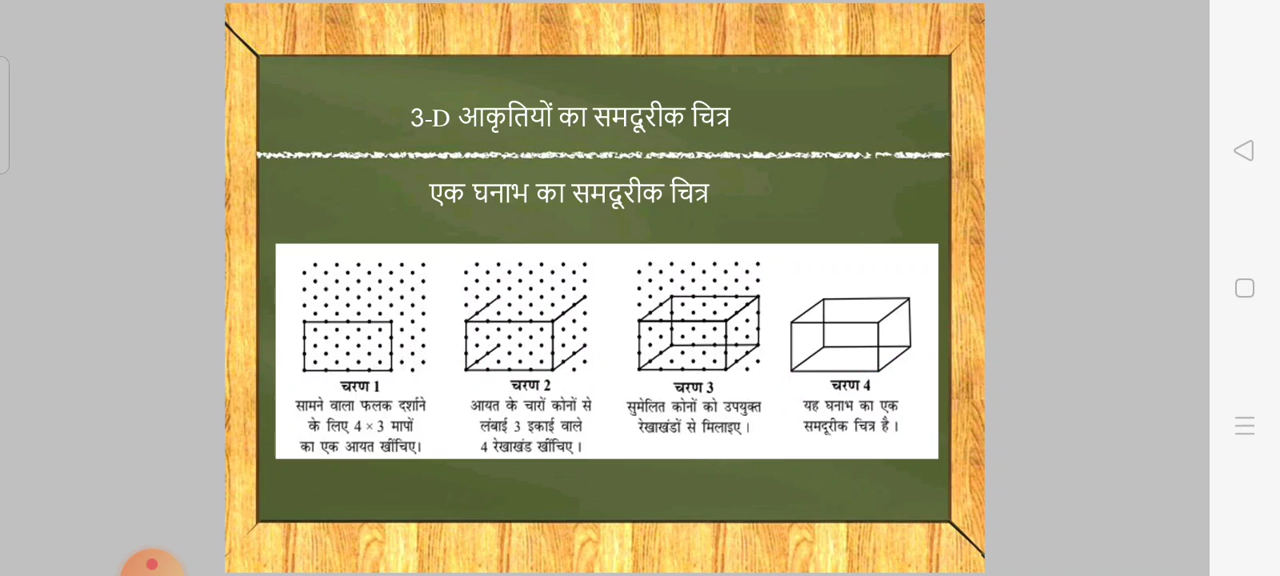 3-D आकृतियों का समदूरीक चित्र
एक घनाभ का समदूरीक चित्र
चरण 1
सामने वाला फलक दर्शाने
के लिए 4 × 3 मापों
का एक आयत खींचिए।
चरण 2
आयत के चारों कोनों से
लंबाई 3 इकाई वाले
4 रेखाखंड खींचिए ।
चरण 3
सुमेलित कोनों को उपयुक्त
रेखाखंडों से मिलाइए ।
चरण 4
यह घनाभ का एक
समदूरीक चित्र है ।